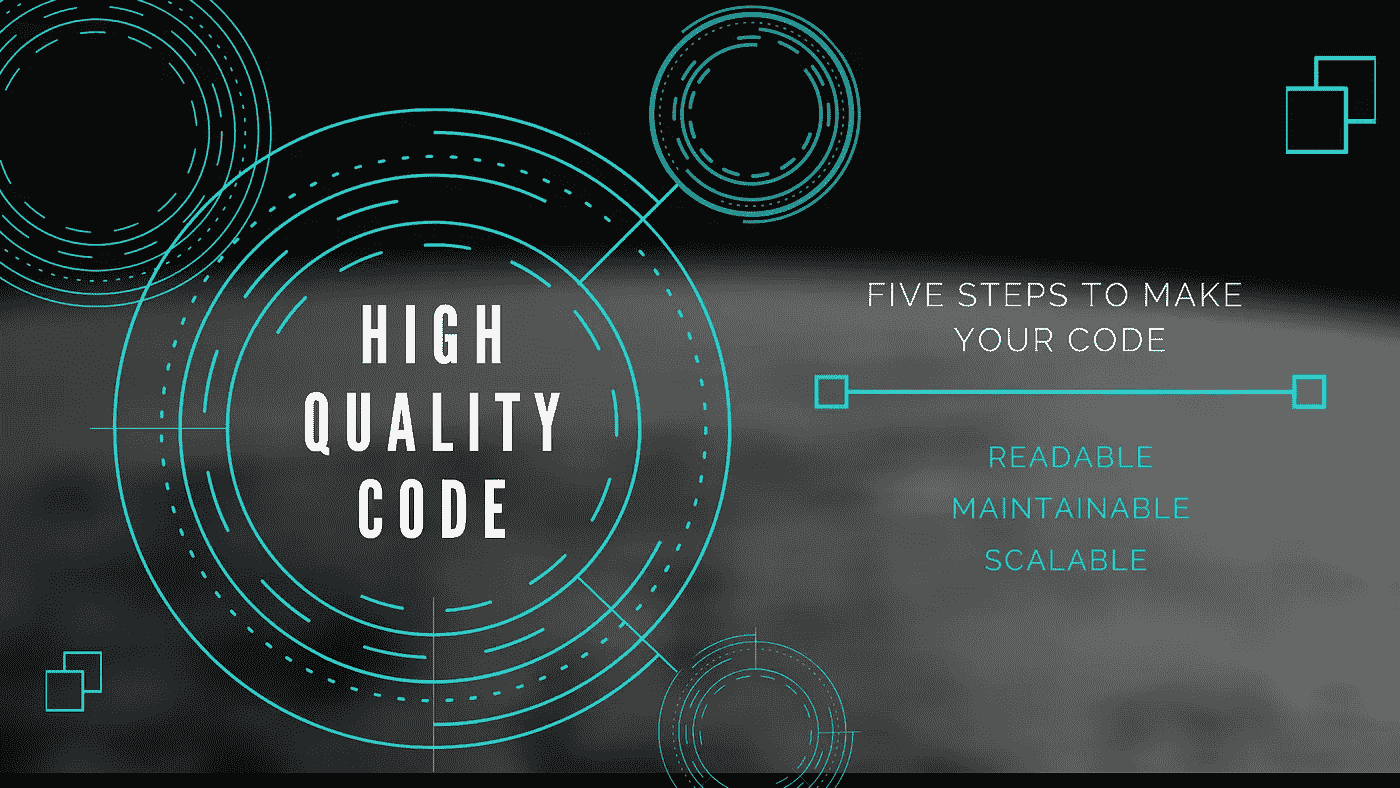 HIGH
QUALITY
CODE
FIVE STEPS TO MAKE
YOUR CODE
READABLE
MAINTAINABLE
SCALABLE